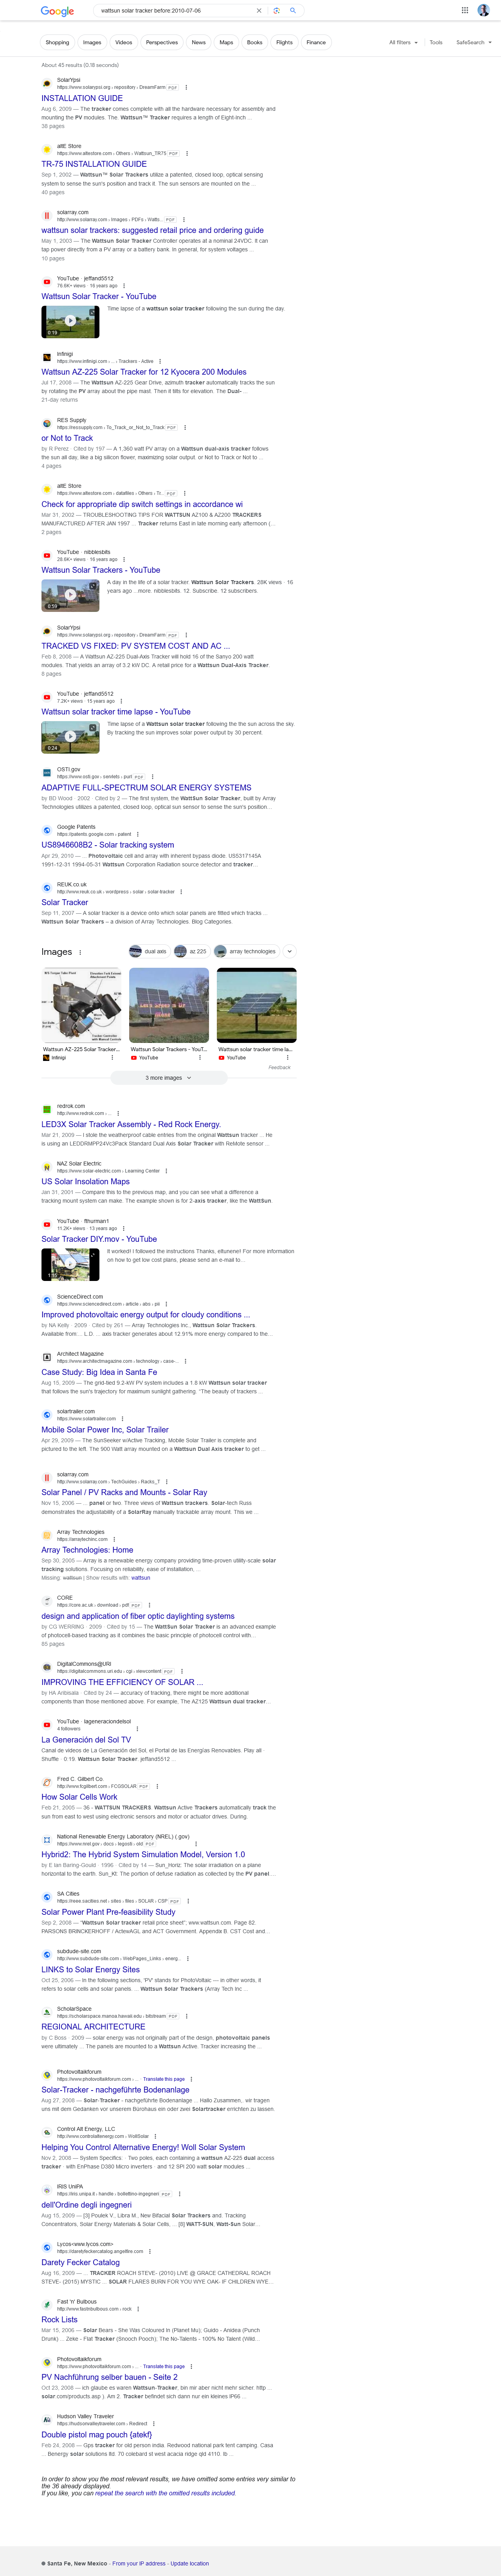 Google
wattsun solar tracker before:2010-07-06
Shopping
Images
Videos
Perspectives
News
Maps
Books
Flights
Finance
All filters
Tools
SafeSearch
About 45 results (0.18 seconds)
SolarYpsi
https://www.solarypsi.org › repository › DreamFarm PDF
INSTALLATION GUIDE
Aug 6, 2009 — The tracker comes complete with all the hardware necessary for assembly and
mounting the PV modules. The. Wattsun™ Tracker requires a length of Eight-Inch ...
36 pages
altE Store
https://www.altestore.com › Others › Wattsun_TR75 PDF
TR-75 INSTALLATION GUIDE
Sep 1, 2002 — Wattsun™ Solar Trackers utilize a patented, closed loop, optical sensing
system to sense the sun's position and track it. The sun sensors are mounted on the ...
40 pages
solarray.com
http://www.solarray.com › Images › PDFs › Watts... PDF
wattsun solar trackers: suggested retail price and ordering guide
May 1, 2003 — The Wattsun Solar Tracker Controller operates at a nominal 24VDC. It can
tap power directly from a PV array or a battery bank. In general, for system voltages ...
10 pages
YouTube · jeffand5512
76.6K+ views · 16 years ago
Wattsun Solar Tracker - YouTube
0:19
Time lapse of a wattsun solar tracker following the sun during the day.
Infinigi
https://www.infinigi.com › ... › Trackers - Active
Wattsun AZ-225 Solar Tracker for 12 Kyocera 200 Modules
Jul 17, 2008 — The Wattsun AZ-225 Gear Drive, azimuth tracker automatically tracks the sun
by rotating the PV array about the pipe mast. Then it tilts for elevation. The Dual- ...
21-day returns
RES Supply
https://ressupply.com › To_Track_or_Not_to_Track PDF
or Not to Track
by R Perez · Cited by 197 — A 1,360 watt PV array on a Wattsun dual-axis tracker follows
the sun all day, like a big silicon flower, maximizing solar output. or Not to Track or Not to ...
4 pages
altE Store
https://www.altestore.com › datafiles › Others › Tr... PDF
Check for appropriate dip switch settings in accordance wi
Mar 31, 2002 — TROUBLESHOOTING TIPS FOR WATTSUN AZ100 & AZ200 TRACKERS.
MANUFACTURED AFTER JAN 1997 ... Tracker returns East in late morning early afternoon (...
2 pages
YouTube · nibblesbits
28.6K+ views · 16 years ago
Wattsun Solar Trackers - YouTube
0:59
A day in the life of a solar tracker. Wattsun Solar Trackers. 28K views · 16
years ago ...more. nibblesbits. 12. Subscribe. 12 subscribers.
SolarYpsi
https://www.solarypsi.org › repository › DreamFarm PDF
TRACKED VS FIXED: PV SYSTEM COST AND AC ...
Feb 8, 2008 — A Wattsun AZ-225 Dual-Axis Tracker will hold 16 of the Sanyo 200 watt
modules. That yields an array of 3.2 kW DC. A retail price for a Wattsun Dual-Axis Tracker.
8 pages
YouTube · jeffand5512
7.2K+ views · 15 years ago
Wattsun solar tracker time lapse - YouTube
0:24
Time lapse of a Wattsun solar tracker following the the sun across the sky.
By tracking the sun improves solar power output by 30 percent.
OSTI.gov
https://www.osti.gov › servlets › purl PDF
ADAPTIVE FULL-SPECTRUM SOLAR ENERGY SYSTEMS
by BD Wood · 2002 · Cited by 2 — The first system, the WattSun Solar Tracker, built by Array
Technologies utilizes a patented, closed loop, optical sun sensor to sense the sun's position...
Google Patents
https://patents.google.com › patent
US8946608B2 - Solar tracking system
Apr 29, 2010 — ... Photovoltaic cell and array with inherent bypass diode. US5317145A
1991-12-31 1994-05-31 Wattsun Corporation Radiation source detector and tracker...
REUK.co.uk
http://www.reuk.co.uk › wordpress › solar › solar-tracker
Solar Tracker
Sep 11, 2007 — A solar tracker is a device onto which solar panels are fitted which tracks...
Wattsun Solar Trackers – a division of Array Technologies. Blog Categories.
Images
dual axis
az 225
array technologies
Wattsun AZ-225 Solar Tracker...
Infinigi
Wattsun Solar Trackers - YouT...
YouTube
Wattsun solar tracker time la...
YouTube
Feedback
3 more images
redrok.com
http://www.redrok.com › ...
LED3X Solar Tracker Assembly - Red Rock Energy.
Mar 21, 2009 — I stole the weatherproof cable entries from the original Wattsun tracker ... He
is using an LEDDRMPP24Vc3Pack Standard Dual Axis Solar Tracker with ReMote sensor ...
NAZ Solar Electric
https://www.solar-electric.com › Learning Center
US Solar Insolation Maps
Jan 31, 2001 — Compare this to the previous map, and you can see what a difference a
tracking mount system can make. The example shown is for 2-axis tracker, like the WattSun.
YouTube · fthurman1
11.2K+ views · 13 years ago
Solar Tracker DIY.mov - YouTube
It worked! I followed the instructions Thanks, eltunene!! For more information
on how to get low cost plans, please send an e-mail to...
ScienceDirect.com
https://www.sciencedirect.com › article › abs › pii
Improved photovoltaic energy output for cloudy conditions ...
by NA Kelly · 2009 · Cited by 261 — Array Technologies Inc., Wattsun Solar Trackers.
Available from ... L.D. ... axis tracker generates about 12.91% more energy compared to the...
Architect Magazine
https://www.architectmagazine.com › technology › case-...
Case Study: Big Idea in Santa Fe
Aug 15, 2009 — The grid-tied 9.2-kW PV system includes a 1.8 kW Wattsun solar tracker
that follows the sun's trajectory for maximum sunlight gathering. “The beauty of trackers ...
solartrailer.com
https://www.solartrailer.com
Mobile Solar Power Inc, Solar Trailer
Apr 29, 2009 — The SunSeeker w/Active Tracking, Mobile Solar Trailer is complete and
pictured to the left. The 900 Watt array mounted on a Wattsun Dual Axis tracker to get ...
solarray.com
http://www.solarray.com › TechGuides › Racks_T
Solar Panel / PV Racks and Mounts - Solar Ray
Nov 15, 2006 — ... panel or two. Three views of Wattsun trackers. Solar-tech Russ
demonstrates the adjustability of a SolarRay manually trackable array mount. This we ...
Array Technologies
https://arraytechinc.com
Array Technologies: Home
Sep 30, 2005 — Array is a renewable energy company providing time-proven utility-scale solar
tracking solutions. Focusing on reliability, ease of installation, ...
Missing: wattsun | Show results with: wattsun
CORE
https://core.ac.uk › download › pdf PDF
design and application of fiber optic daylighting systems
by CG WERRING · 2009 · Cited by 15 — The WattSun Solar Tracker is an advanced example
of photocell-based tracking as it combines the basic principle of photocell control with...
65 pages
DigitalCommons@URI
https://digitalcommons.uri.edu › cgi › viewcontent PDF
IMPROVING THE EFFICIENCY OF SOLAR ...
by HA Antosaia · Cited by 24 — accuracy of tracking, there might be more additional
components than those mentioned above. For example, The AZ125 Wattsun dual tracker...
YouTube · lageneraciondelsol
4 followers
La Generación del Sol TV
Canal de videos de La Generación del Sol, el Portal de las Energías Renovables. Play all ·
Shuffle · 0:19. Wattsun Solar Tracker. jeffand5512 ...
Fred C. Gilbert Co.
http://www.fcgilbert.com › FCGSOLAR PDF
How Solar Cells Work
Feb 21, 2005 — 36 - WATTSUN TRACKERS. Wattsun Active Trackers automatically track the
sun from east to west using electronic sensors and motor or actuator drives. During.
National Renewable Energy Laboratory (NREL) (.gov)
https://www.nrel.gov › docs › legosti › old PDF
Hybrid2: The Hybrid System Simulation Model, Version 1.0
by E Ian Baring-Gould · 1996 · Cited by 14 — Sun_Horiz. The solar irradiation on a plane
horizontal to the earth. Sun_Kt. The portion of defuse radiation as collected by the PV panel...
SA Cities
https://reee.sacities.net › sites › files › SOLAR › CSP PDF
Solar Power Plant Pre-feasibility Study
Sep 2, 2008 — “Wattsun Solar tracker retail price sheet”, www.wattsun.com. Page 82.
PARSONS BRINCKERHOFF / ActewAGL and ACT Government. Appendix B. CST Cost and...
subdude-site.com
http://www.subdude-site.com › WebPages_Links › energ...
LINKS to Solar Energy Sites
Oct 25, 2006 — In the following sections, 'PV' stands for PhotoVoltaic --- in other words, it
refers to solar cells and solar panels. ... Wattsun Solar Trackers (Array Tech Inc ...
ScholarSpace
https://scholarspace.manoa.hawaii.edu › bitstream PDF
REGIONAL ARCHITECTURE
by C Boss · 2009 — solar energy was not originally part of the design, photovoltaic panels
were ultimately ... The panels are mounted to a Wattsun Active. Tracker increasing the ...
Photovoltaikforum
https://www.photovoltaikforum.com › ... · Translate this page
Solar-Tracker - nachgeführte Bodenanlage
Aug 27, 2008 — Solar-Tracker - nachgeführte Bodenanlage ... Hallo Zusammen,. wir tragen
uns mit dem Gedanken vor unserem Bürohaus ein oder zwei Solartracker errichten zu lassen.
Control Alt Energy, LLC
http://www.controlaltenergy.com › WollSolar
Helping You Control Alternative Energy! Woll Solar System
Nov 2, 2008 — System Specifics: · Two poles, each containing a wattsun AZ-225 dual access
tracker · with EnPhase D380 Micro inverters · and 12 SPI 200 watt solar modules ...
IRIS UniPA
https://iris.unipa.it › handle › bollettino-ingegneri PDF
dell'Ordine degli ingegneri
Aug 15, 2009 — [3] Poulek V., Libra M., New Bifacial Solar Trackers and. Tracking
Concentrators, Solar Energy Materials & Solar Cells, ... [8] WATT-SUN, Watt-Sun Solar...
Lycos<www.lycos.com>
https://daretyfeckercatalog.angelfire.com
Darety Fecker Catalog
Aug 16, 2009 — ... TRACKER ROACH STEVE- (2010) LIVE @ GRACE CATHEDRAL ROACH
STEVE- (2015) MYSTIC ... SOLAR FLARES BURN FOR YOU WYE OAK- IF CHILDREN WYE...
Fast 'n' Bulbous
http://www.fastnbulbous.com › rock
Rock Lists
Mar 15, 2006 — Solar Bears - She Was Coloured In (Planet Mu); Guido - Anidea (Punch
Drunk) ... Zeke - Flat Tracker (Scooch Pooch); The No-Talents - 100% No Talent (Wild...
Photovoltaikforum
https://www.photovoltaikforum.com › ... · Translate this page
PV Nachführung selber bauen - Seite 2
Oct 23, 2008 — ich glaube es waren Wattsun-Tracker, bin mir aber nicht mehr sicher. http ...
solar.com/products.asp ). Am 2. Tracker befindet sich dann nur ein kleines IP66 ...
Hudson Valley Traveler
https://hudsonvalleytraveler.com › Redirect
Double pistol mag pouch {atekf}
Feb 24, 2008 — Gps tracker for old person india. Redwood national park tent camping. Casa
... Benergy solar solutions ltd. 70 colebard st west acacia ridge qld 4110. Ib ...
In order to show you the most relevant results, we have omitted some entries very similar to
the 36 already displayed.
If you like, you can repeat the search with the omitted results included.
Santa Fe, New Mexico - From your IP address - Update location